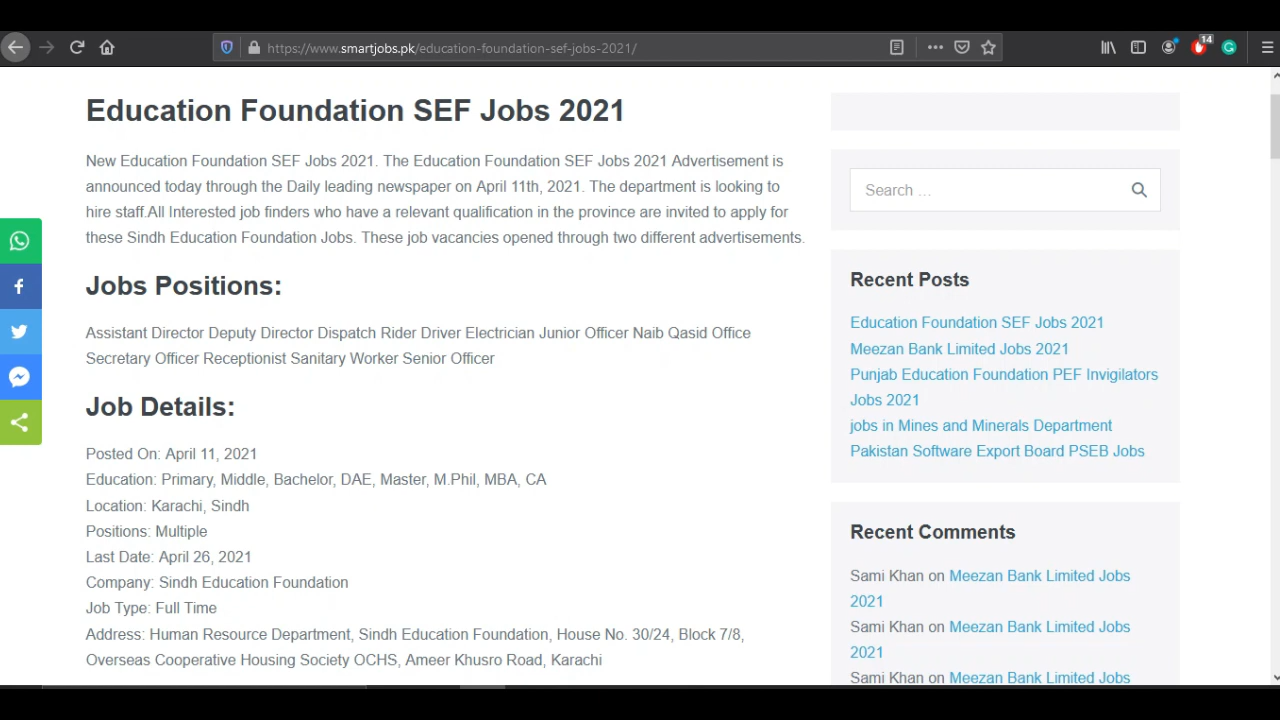 https://www.smartjobs.pk/education-foundation-sef-jobs-2021/
14
Education Foundation SEF Jobs 2021
New Education Foundation SEF Jobs 2021. The Education Foundation SEF Jobs 2021 Advertisement is
announced today through the Daily leading newspaper on April 11th, 2021. The department is looking to
hire staff.All Interested job finders who have a relevant qualification in the province are invited to apply for
these Sindh Education Foundation Jobs. These job vacancies opened through two different advertisements.
Jobs Positions:
Assistant Director Deputy Director Dispatch Rider Driver Electrician Junior Officer Naib Qasid Office
Secretary Officer Receptionist Sanitary Worker Senior Officer
Job Details:
Posted On: April 11, 2021
Education: Primary, Middle, Bachelor, DAE, Master, M.Phil, MBA, CA
Location: Karachi, Sindh
Positions: Multiple
Last Date: April 26, 2021
Company: Sindh Education Foundation
Job Type: Full Time
Address: Human Resource Department, Sindh Education Foundation, House No. 30/24, Block 7/8,
Overseas Cooperative Housing Society OCHS, Ameer Khusro Road, Karachi
Search …
Recent Posts
Education Foundation SEF Jobs 2021
Meezan Bank Limited Jobs 2021
Punjab Education Foundation PEF Invigilators
Jobs 2021
jobs in Mines and Minerals Department
Pakistan Software Export Board PSEB Jobs
Recent Comments
Sami Khan on Meezan Bank Limited Jobs
2021
Sami Khan on Meezan Bank Limited Jobs
2021
Sami Khan on Meezan Bank Limited Jobs